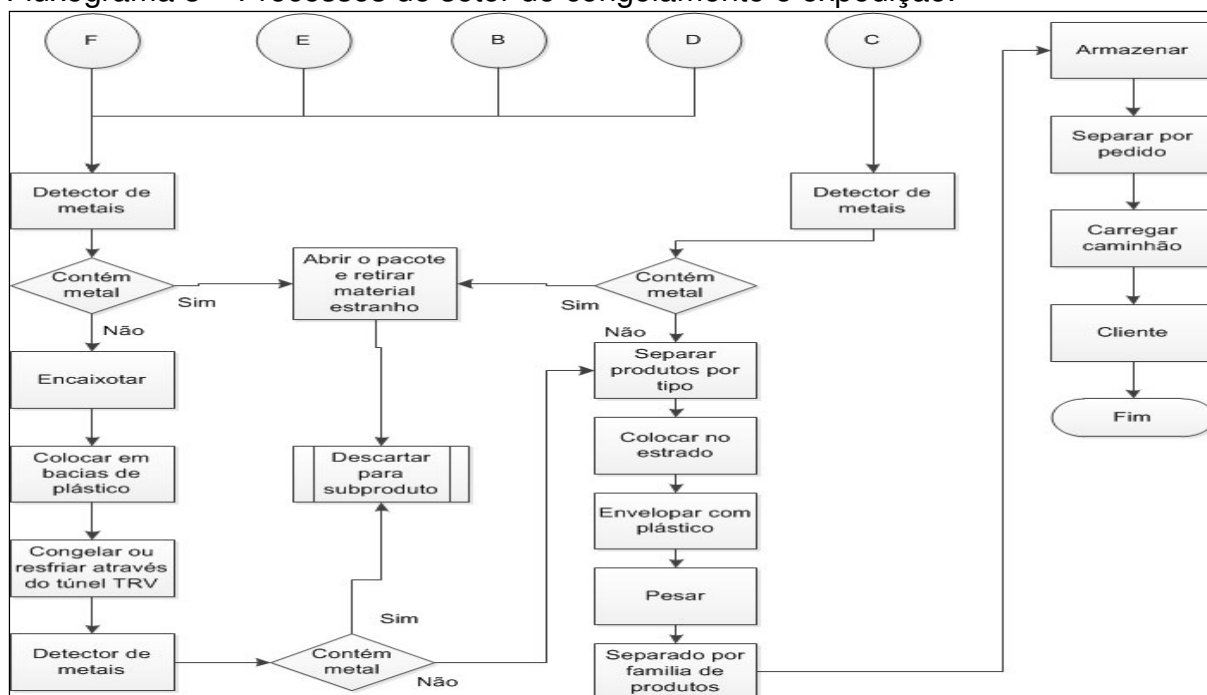 F
E
B
D
C
Armazenar
Separar por
pedido
Carregar
caminhão
Cliente
Fim
Detector de
metais
Detector de
metais
Contém
metal
Sim
Não
Abrir o pacote
e retirar
material
estranho
Contém
metal
Sim
Não
Encaixotar
Colocar em
bacias de
plástico
Congelar ou
resfriar através
do túnel TRV
Detector de
metais
Contém
metal
Sim
Não
Descartar
para
subproduto
Separar
produtos por
tipo
Colocar no
estrado
Envelopar com
plástico
Pesar
Separado por
familia de
produtos